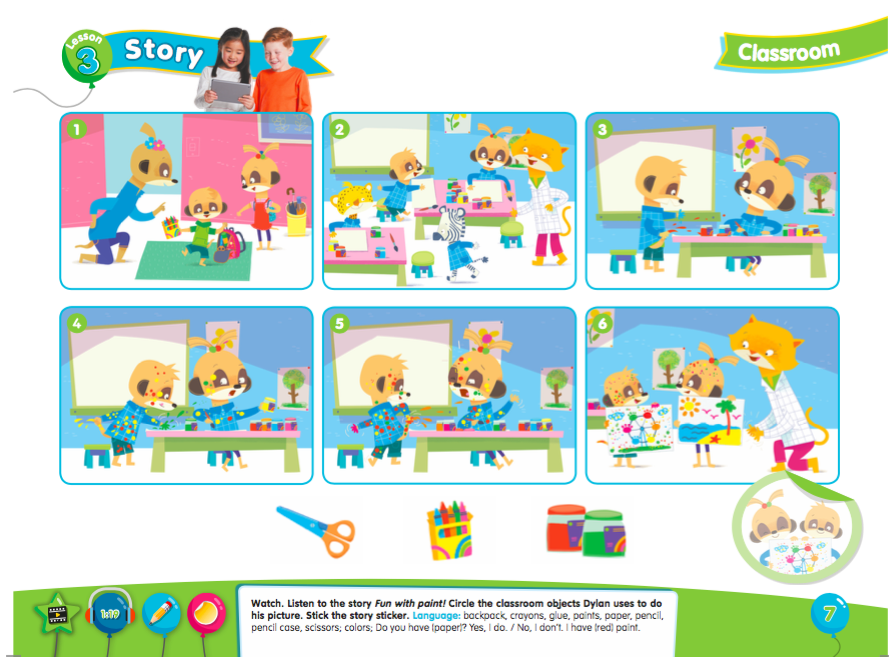 Lesson
3
Story
Classroom
1
2
3
4
5
6
1:19
Watch. Listen to the story Fun with paint! Circle the classroom objects Dylan uses to do
his picture. Stick the story sticker. Language: backpack, crayons, glue, paints, paper, pencil,
pencil case, scissors; colors; Do you have (paper)? Yes, I do. / No, I don't. I have (red) paint.
7